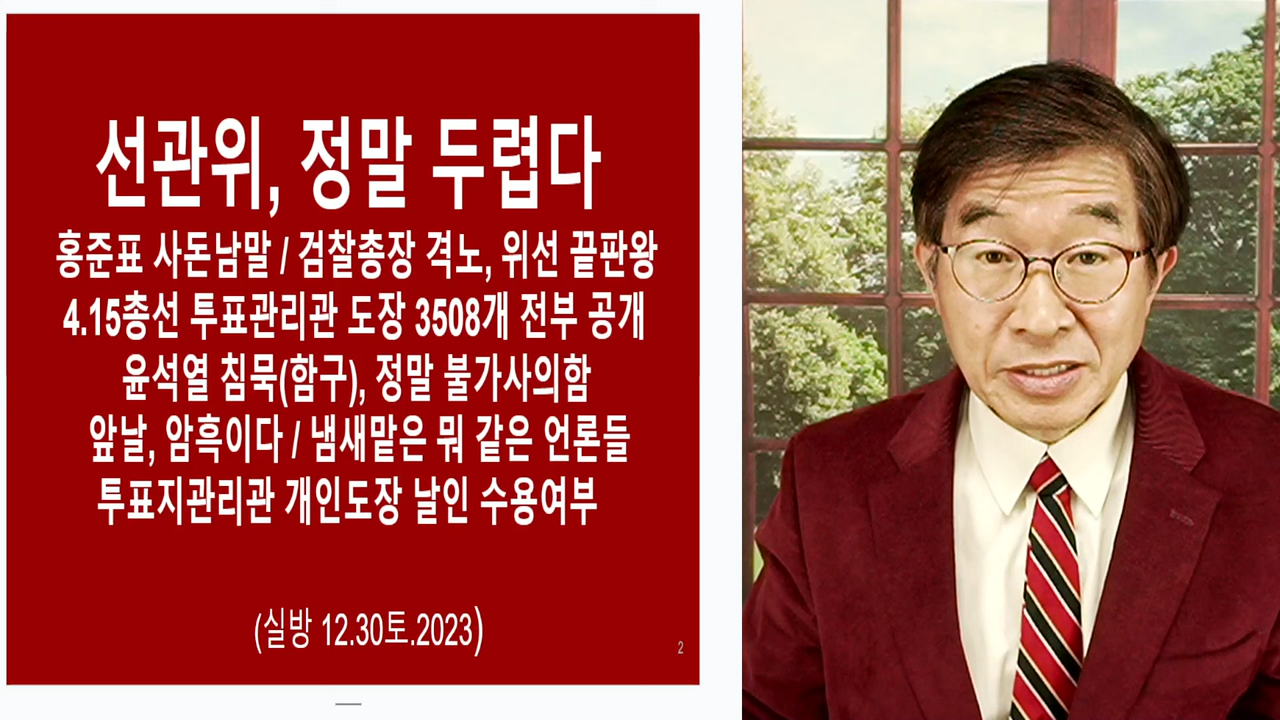 선관위, 정말 두렵다
홍준표 사돈남말 / 검찰총장 격노, 위선 끝판왕
4.15총선 투표관리관 도장 3508개 전부 공개
윤석열 침묵(함구), 정말 불가사의함
앞날, 암흑이다 / 냄새맡은 뭐 같은 언론들
투표지관리관 개인도장 날인 수용여부
(실방 12.30토.2023)
2